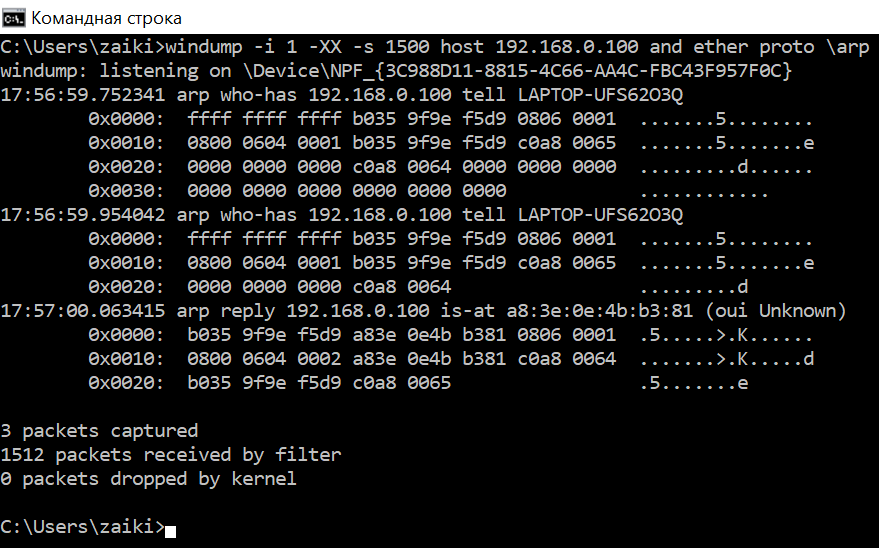 Командная строка
C:\Users\zaiki>windump -i 1 -XX -s 1500 host 192.168.0.100 and ether proto \arp
windump: listening on \Device\NPF_{3C988D11-8815-4C66-AA4C-FBC43F957F0C}
17:56:59.752341 arp who-has 192.168.0.100 tell LAPTOP-UFS62O3Q
0x0000:  ffff ffff ffff b035 9f9e f5d9 0806 0001  .......5........
0x0010:  0800 0604 0001 b035 9f9e f5d9 c0a8 0065  .......5.......e
0x0020:  0000 0000 0000 c0a8 0064 0000 0000 0000  .........d......
0x0030:  0000 0000 0000 0000 0000 0000            ............
17:56:59.954042 arp who-has 192.168.0.100 tell LAPTOP-UFS62O3Q
0x0000:  ffff ffff ffff b035 9f9e f5d9 0806 0001  .......5........
0x0010:  0800 0604 0001 b035 9f9e f5d9 c0a8 0065  .......5.......e
0x0020:  0000 0000 0000 c0a8 0064                 .........d
17:57:00.063415 arp reply 192.168.0.100 is-at a8:3e:0e:4b:b3:81 (oui Unknown)
0x0000:  b035 9f9e f5d9 a83e 0e4b b381 0806 0001  .5.....>.K......
0x0010:  0800 0604 0002 a83e 0e4b b381 c0a8 0064  .......>.K.....d
0x0020:  b035 9f9e f5d9 c0a8 0065                 .5.......e
3 packets captured
1512 packets received by filter
0 packets dropped by kernel
C:\Users\zaiki>